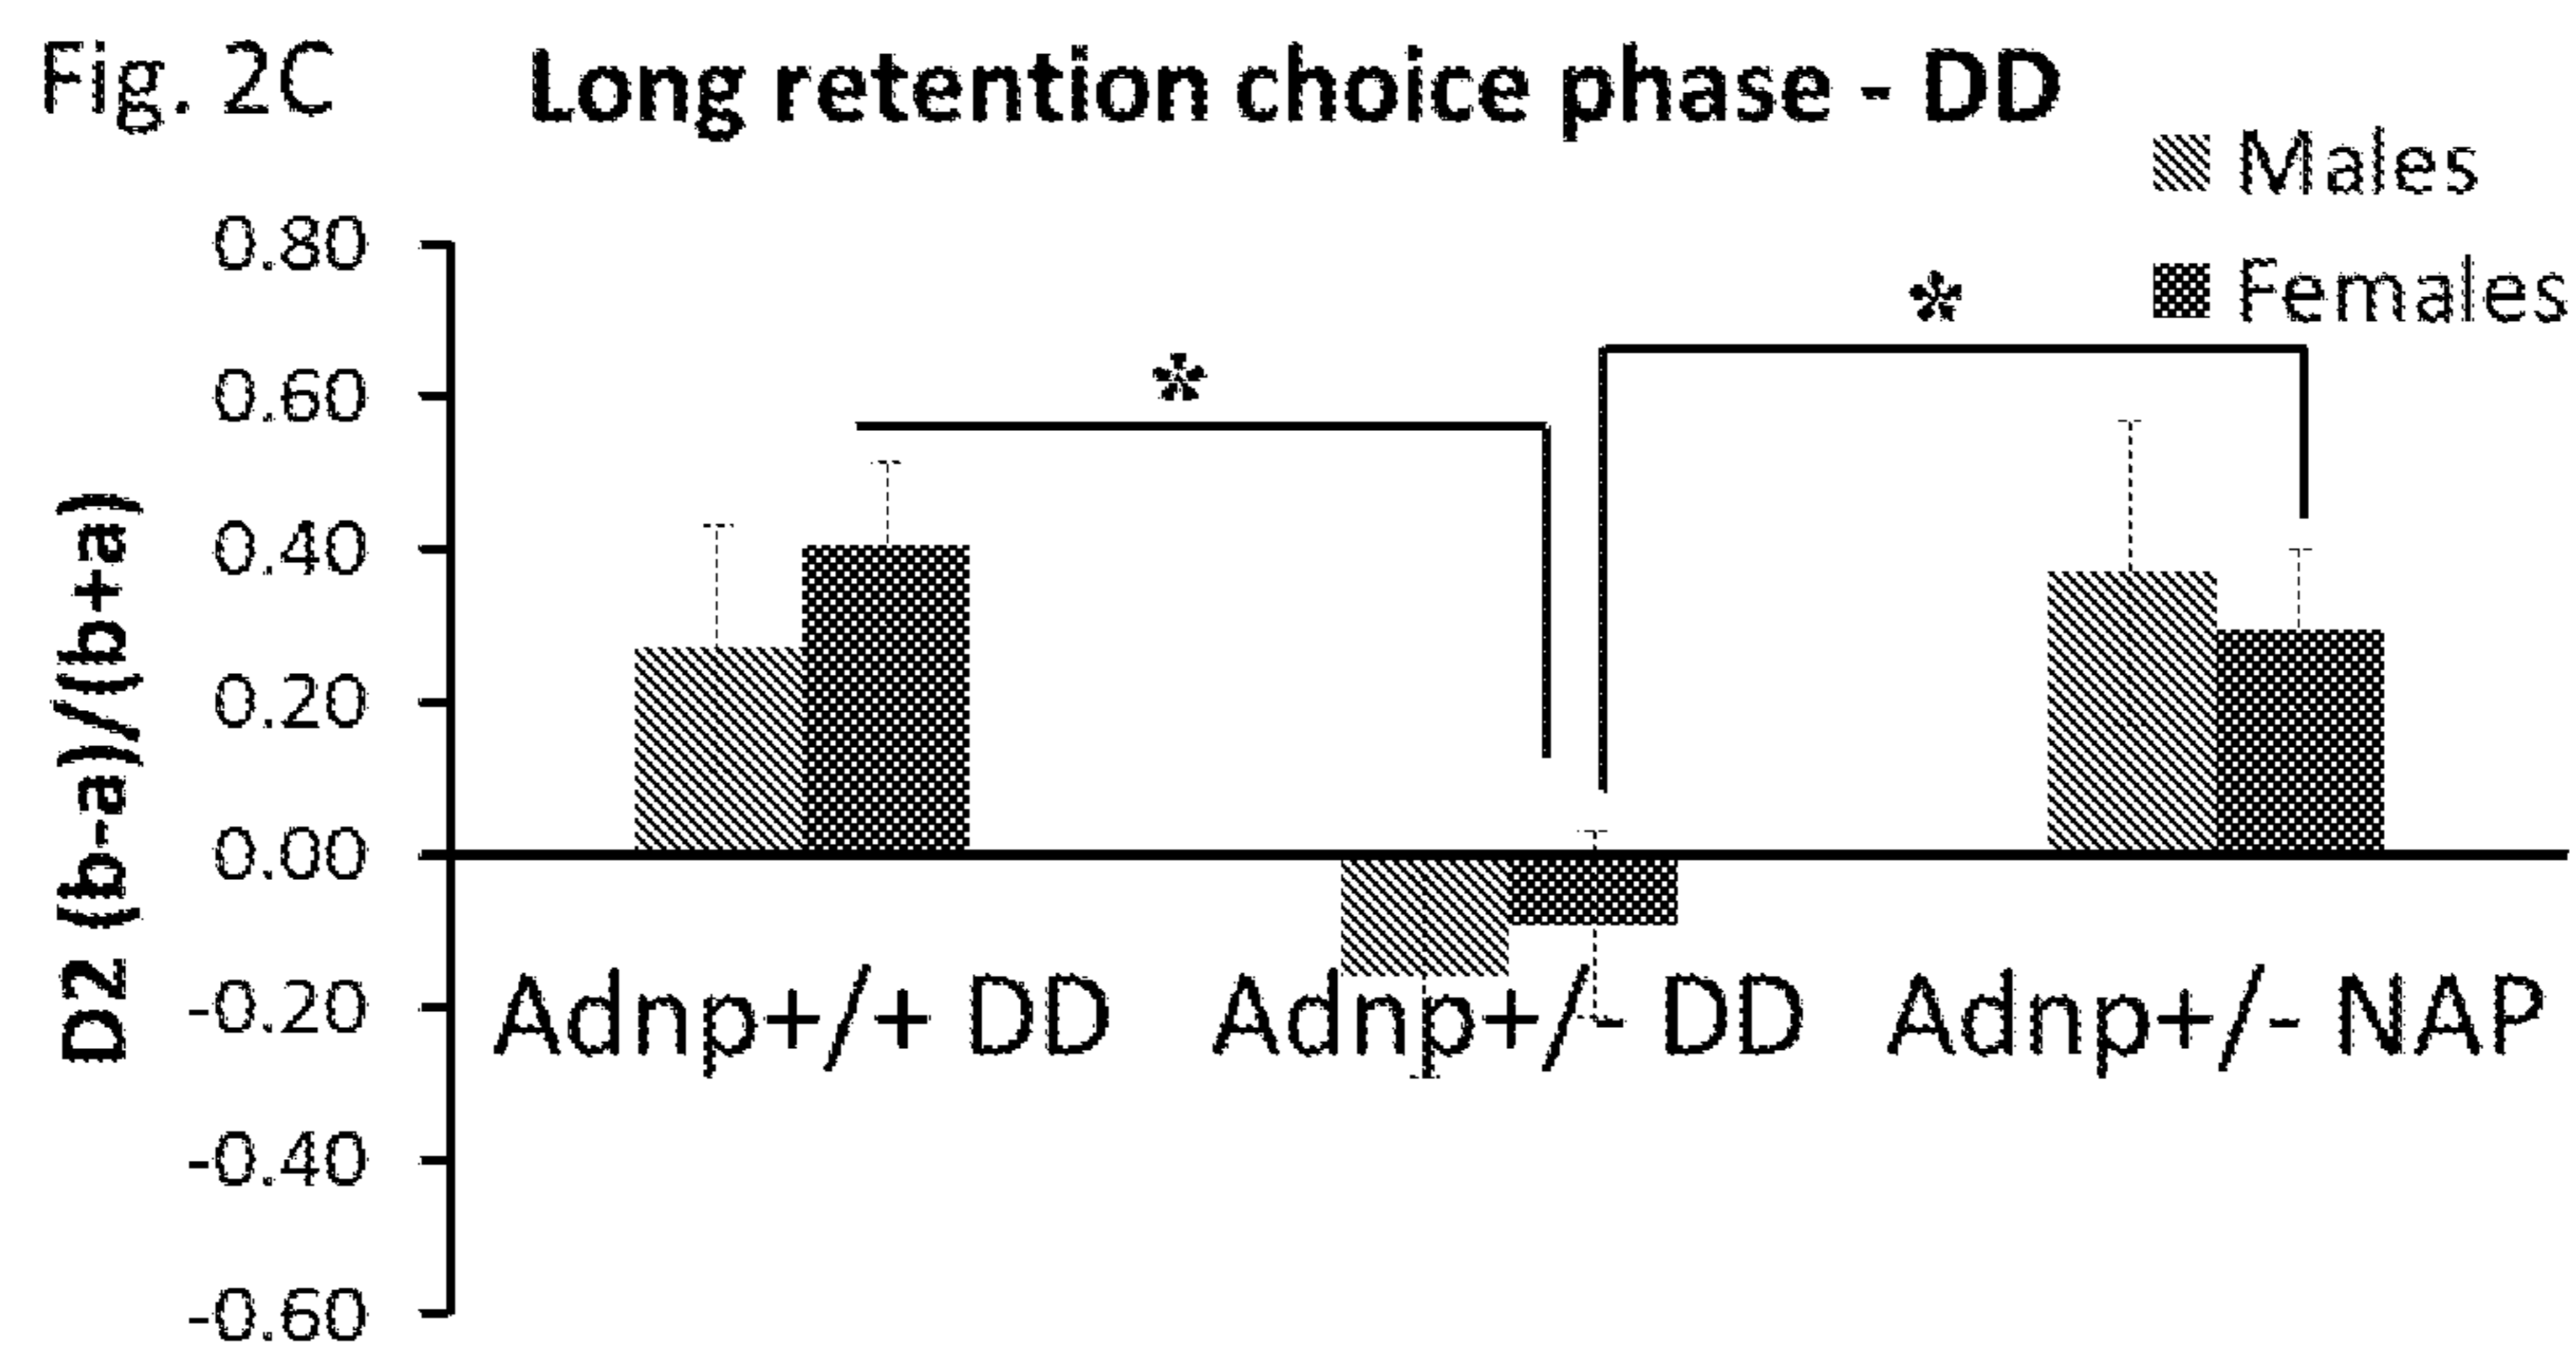 Fig. 2C
Long retention choice phase - DD
Males
Females
*
*
D2 (b-a)/(b+a)
0.80
0.60
0.40
0.20
0.00
-0.20
-0.40
-0.60
Adnp+/+ DD
Adnp+/- DD
Adnp+/- NAP